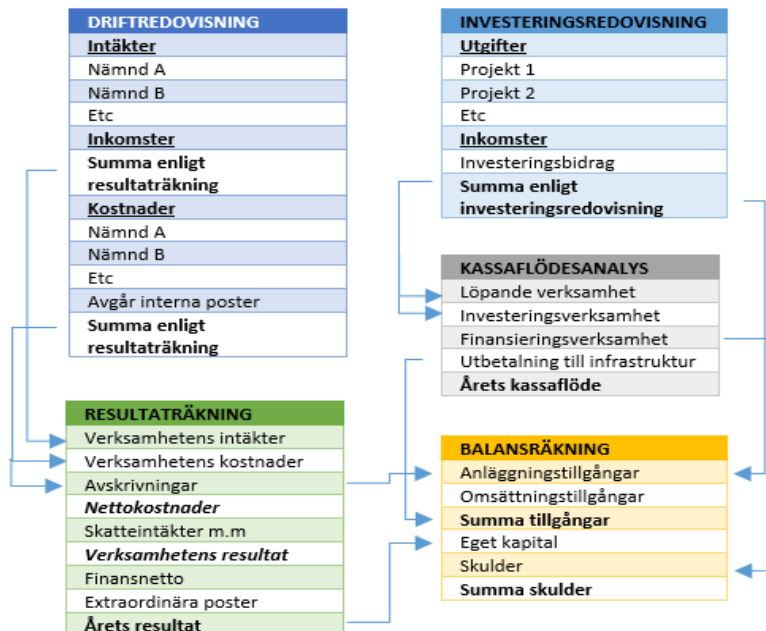 DRIFTREDOVISNING
Intäkter
Nämnd A
Nämnd B
Etc
Inkomster
Summa enligt
resultaträkning
Kostnader
Nämnd A
Nämnd B
Etc
Avgår interna poster
Summa enligt
resultaträkning
INVESTERINGSREDOVISNING
Utgifter
Projekt 1
Projekt 2
Etc
Inkomster
Investeringsbidrag
Summa enligt
investeringsredovisning
KASSAFLÖDESANALYS
Löpande verksamhet
Investeringsverksamhet
Finansieringsverksamhet
Utbetalning till infrastruktur
Årets kassaflöde
RESULTATRÄKNING
Verksamhetens intäkter
Verksamhetens kostnader
Avskrivningar
Nettokostnader
Skatteintäkter m.m
Verksamhetens resultat
Finansnetto
Extraordinära poster
Årets resultat
BALANSRÄKNING
Anläggningstillgångar
Omsättningstillgångar
Summa tillgångar
Eget kapital
Skulder
Summa skulder